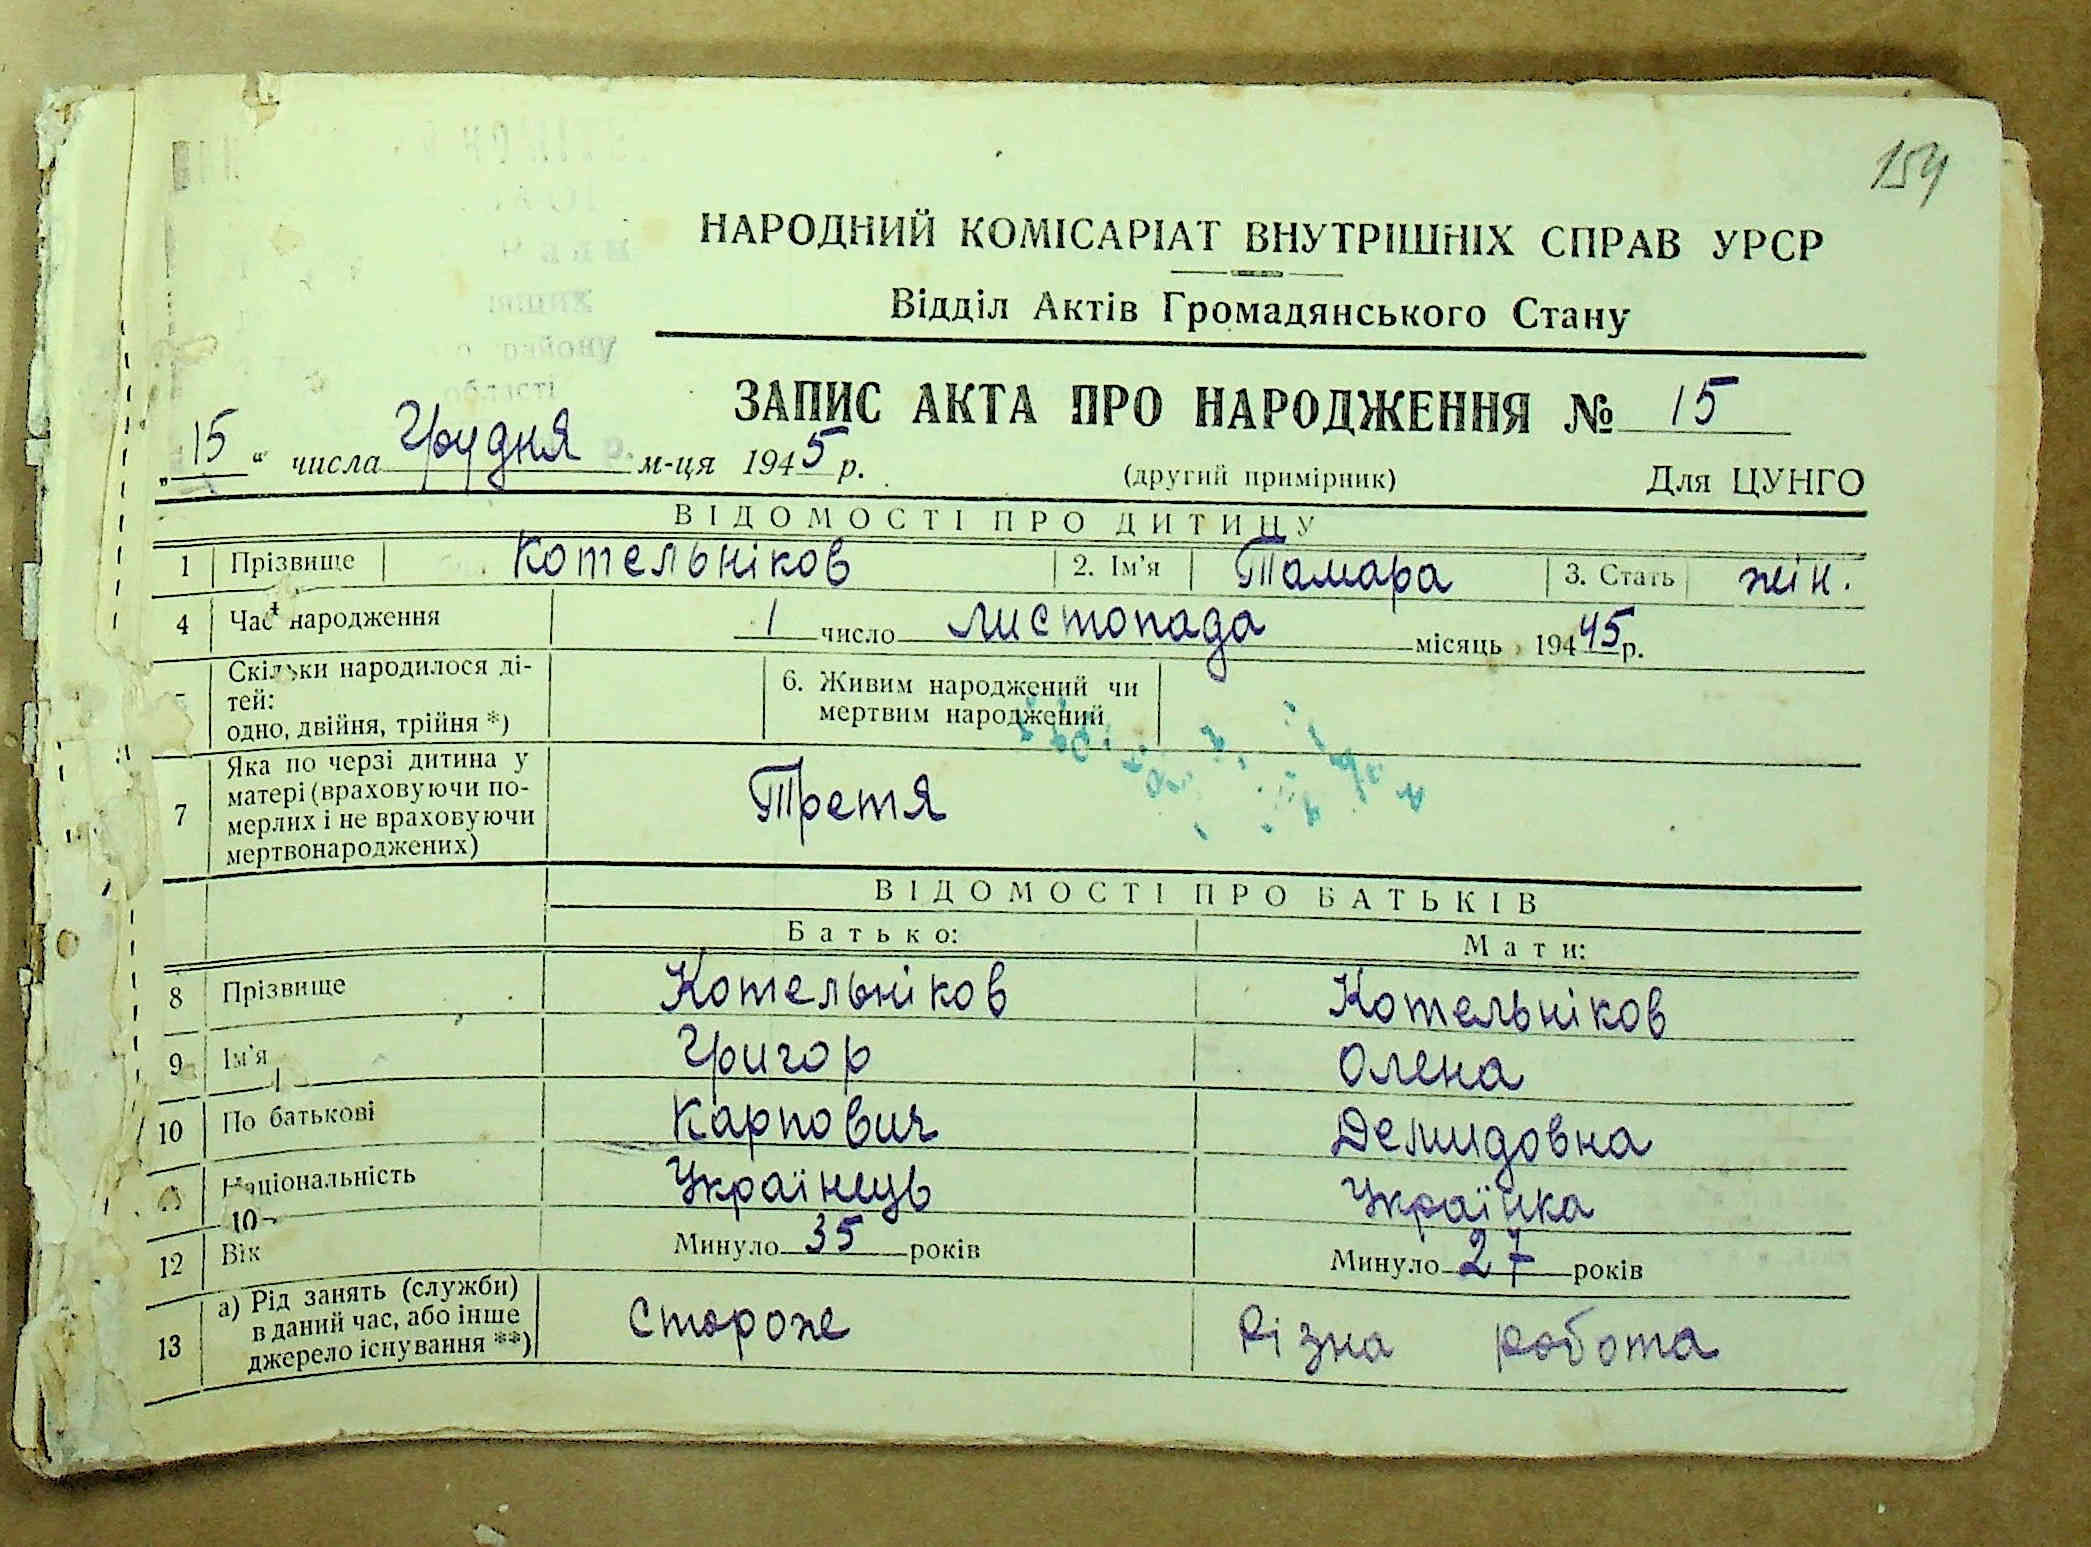 159
НАРОДНИЙ КОМІСАРІАТ ВНУТРІШНІХ СПРАВ УРСР
Відділ Актів Громадянського Стану
ЗАПИС АКТА ПРО НАРОДЖЕННЯ № 15
„15“ числа Грудня м-ця 1945 р.
(другий примірник) Для ЦУНГО
ВІДОМОСТІ ПРО ДИТИНУ
1 Прізвище Котельніков 2. Ім'я Тамара 3. Стать жін.
4 Час народження 1 число листопада місяць 19445 р.
Скільки народилося ді-
тей:
одно, двійня, трійня *)
6. Живим народжений чи
мертвим народжений
7 Яка по черзі дитина у
матері (враховуючи по-
мерлих і не враховуючи
мертвонароджених)
Третя
ВІДОМОСТІ ПРО БАТЬКІВ
Батько: Мати:
8 Прізвище Котельніков Котельніков
9 Ім'я Григор Олена
10 По батькові Карпович Демидовна
Національність Українець Українка
12 Вік Минуло 35 років Минуло 27 років
13 а) Рід занять (служби)
в даний час, або інше
джерело існування **)
Стороже Різна робота